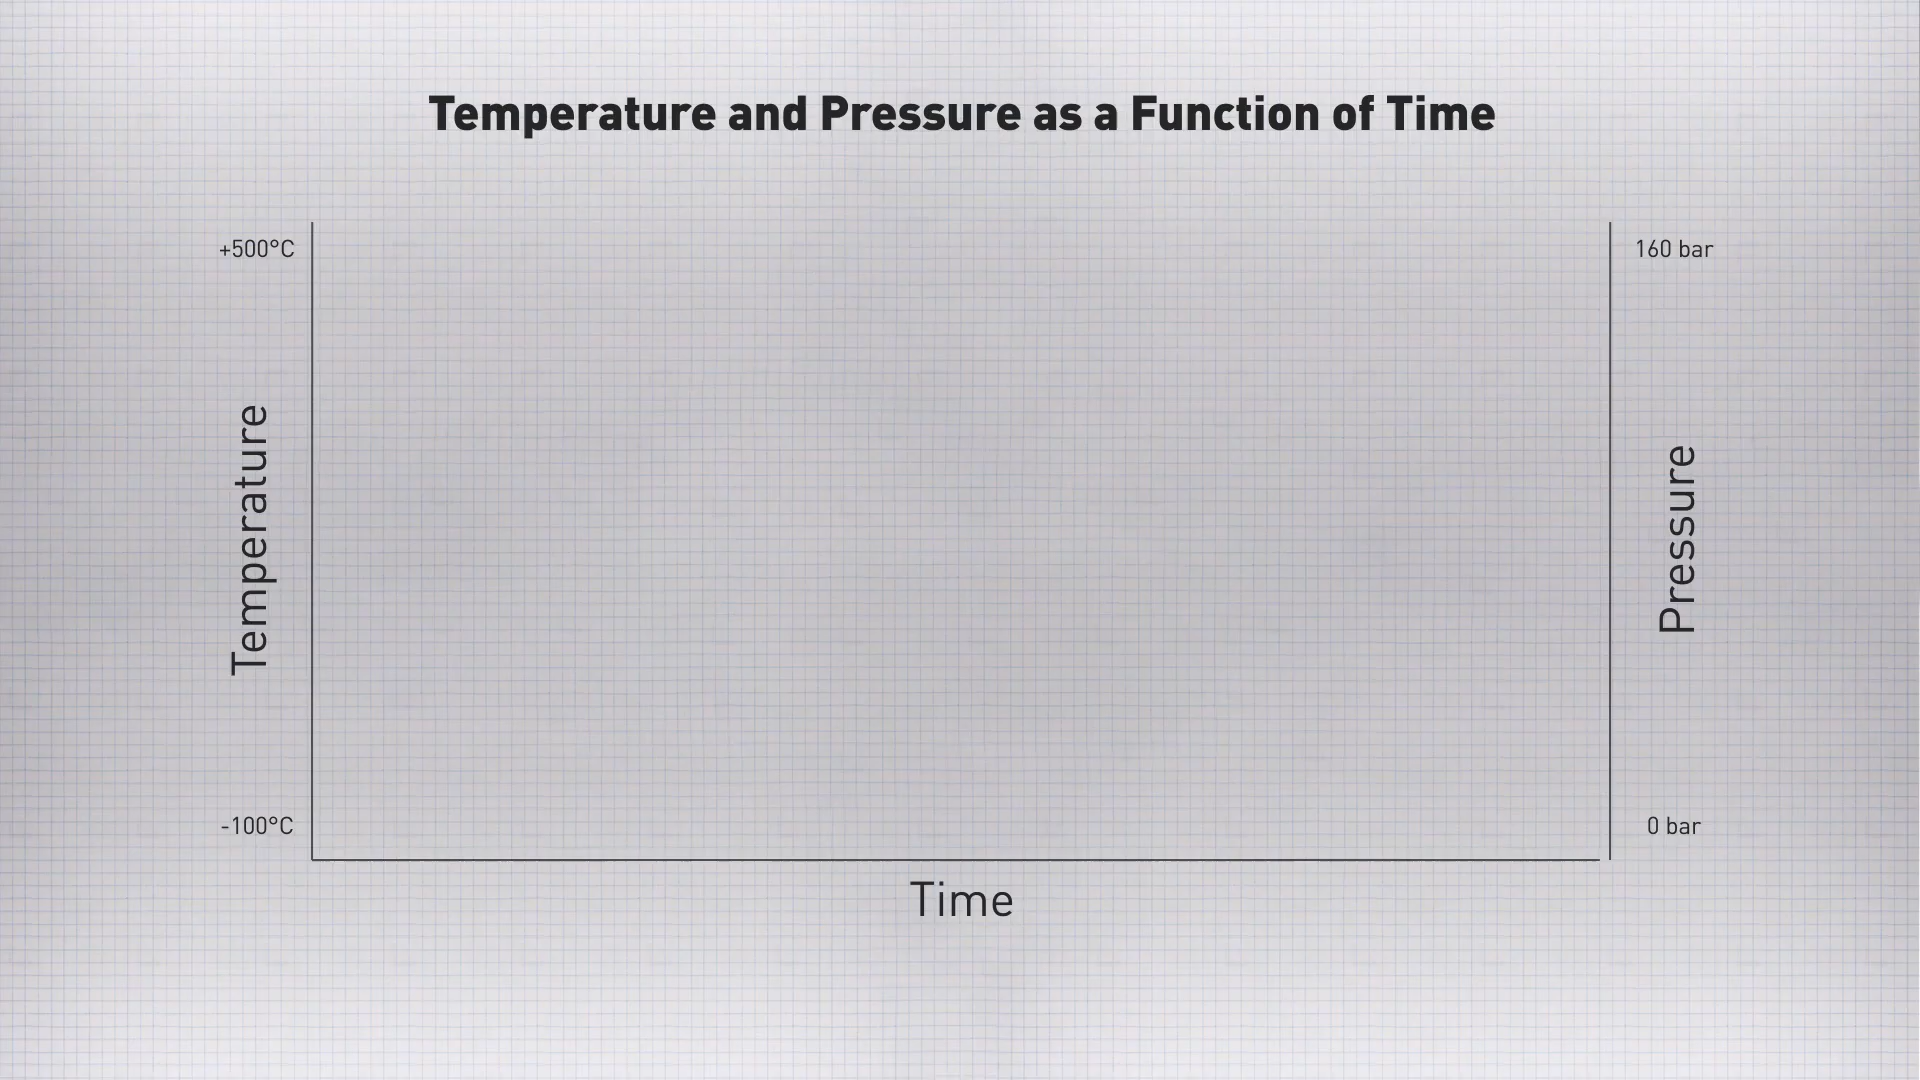 Temperature and Pressure as a Function of Time
+500°C
160 bar
Temperature
Pressure
-100°C
0 bar
Time